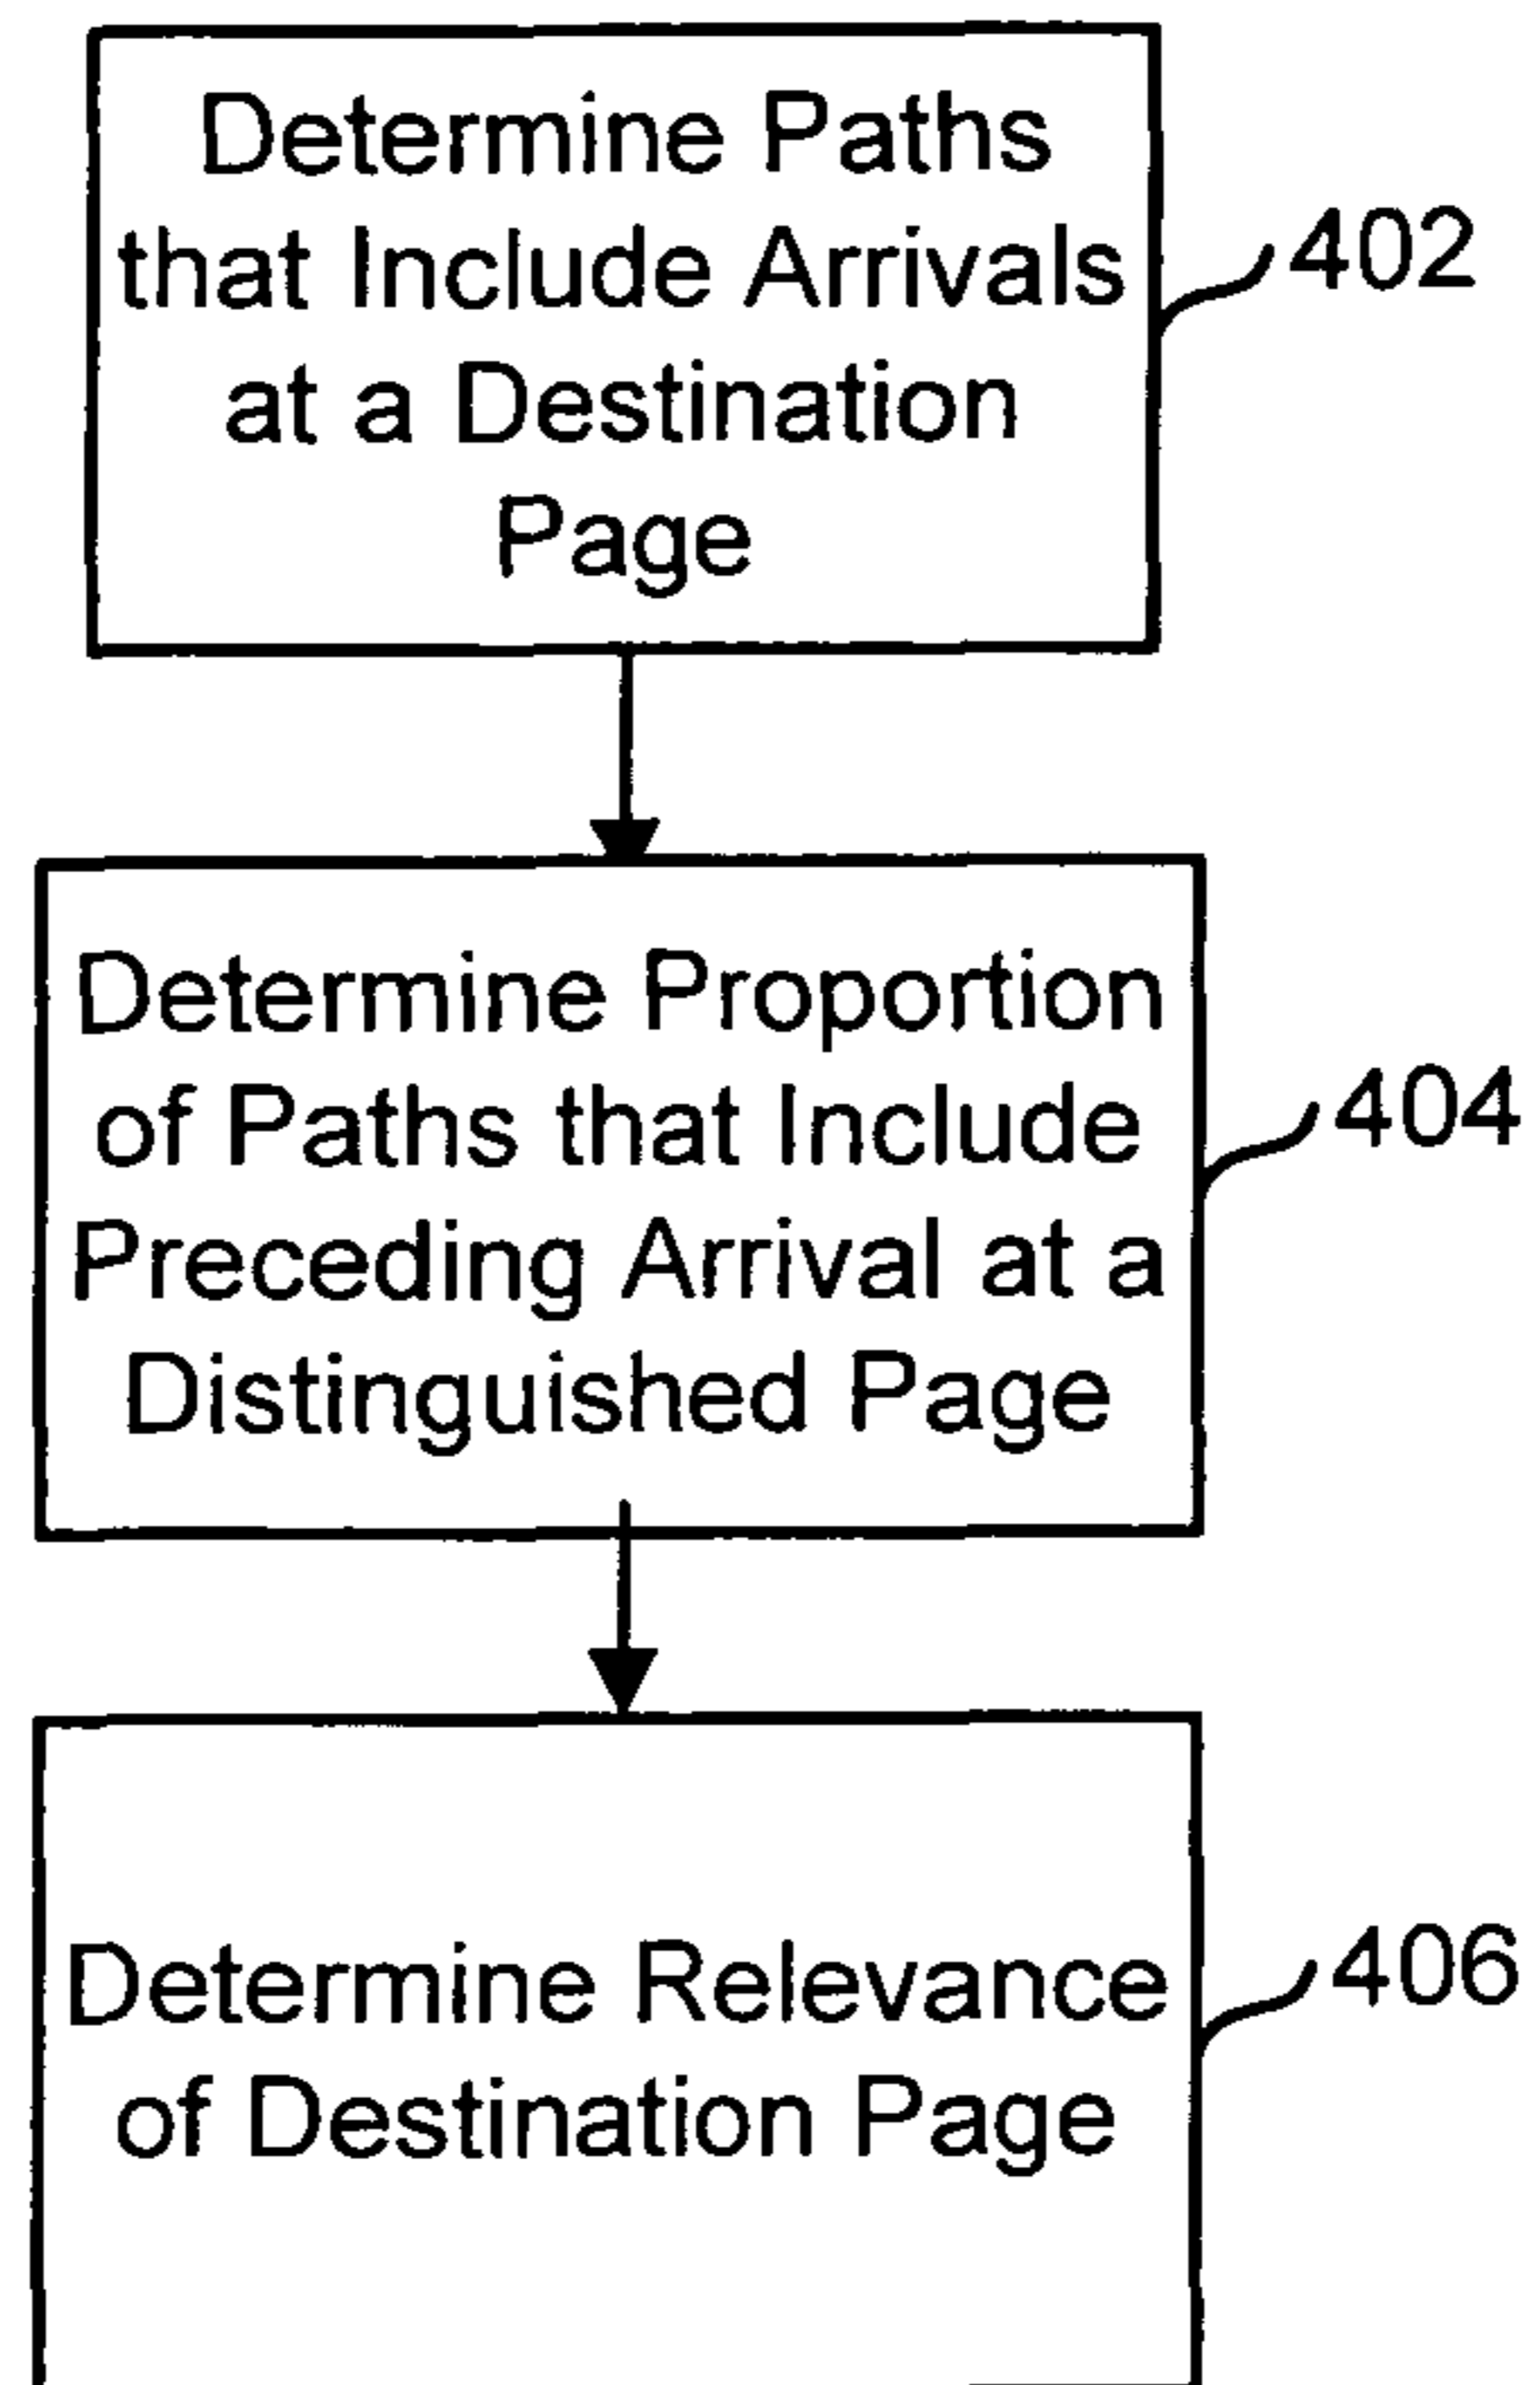 Determine Paths
that Include Arrivals
at a Destination
Page
402
Determine Proportion
of Paths that Include
Preceding Arrival at a
Distinguished Page
404
Determine Relevance
of Destination Page
406